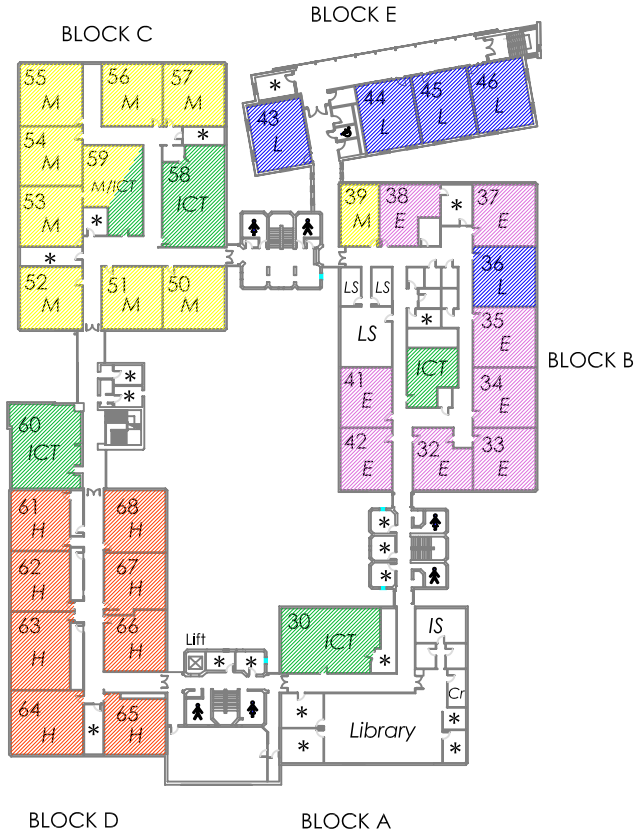 BLOCK E
BLOCK C
55
M
56
M
57
M
*
43
L
44
L
45
L
46
L
54
M
*
59
M/ICT
58
ICT
53
M
*
39
M
38
E
*
37
E
*
52
M
51
M
50
M
LS
LS
LS
36
L
*
35
E
BLOCK B
ICT
41
E
34
E
*
*
60
ICT
42
E
32
E
33
E
61
H
68
H
*
*
*
62
H
67
H
63
H
66
H
Lift
*
*
30
ICT
*
IS
64
H
*
65
H
*
*
Library
Cr
*
*
BLOCK D
BLOCK A